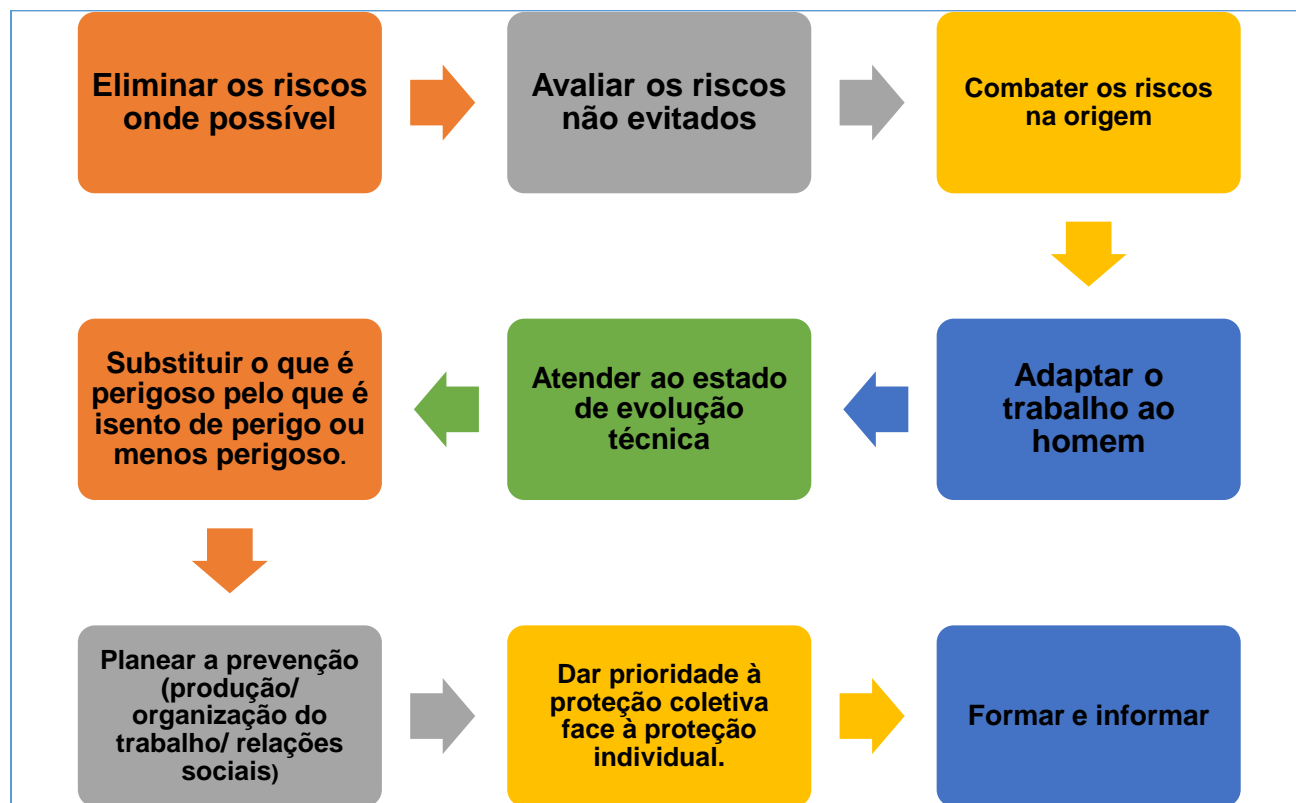 Eliminar os riscos
onde possível
Avaliar os riscos
não evitados
Combater os riscos
na origem
Adaptar o
trabalho ao
homem
Atender ao estado
de evolução
técnica
Substituir o que é
perigoso pelo que é
isento de perigo ou
menos perigoso.
Planear a prevenção
(produção/
organização do
trabalho/ relações
sociais)
Dar prioridade à
proteção coletiva
face à proteção
individual.
Formar e informar